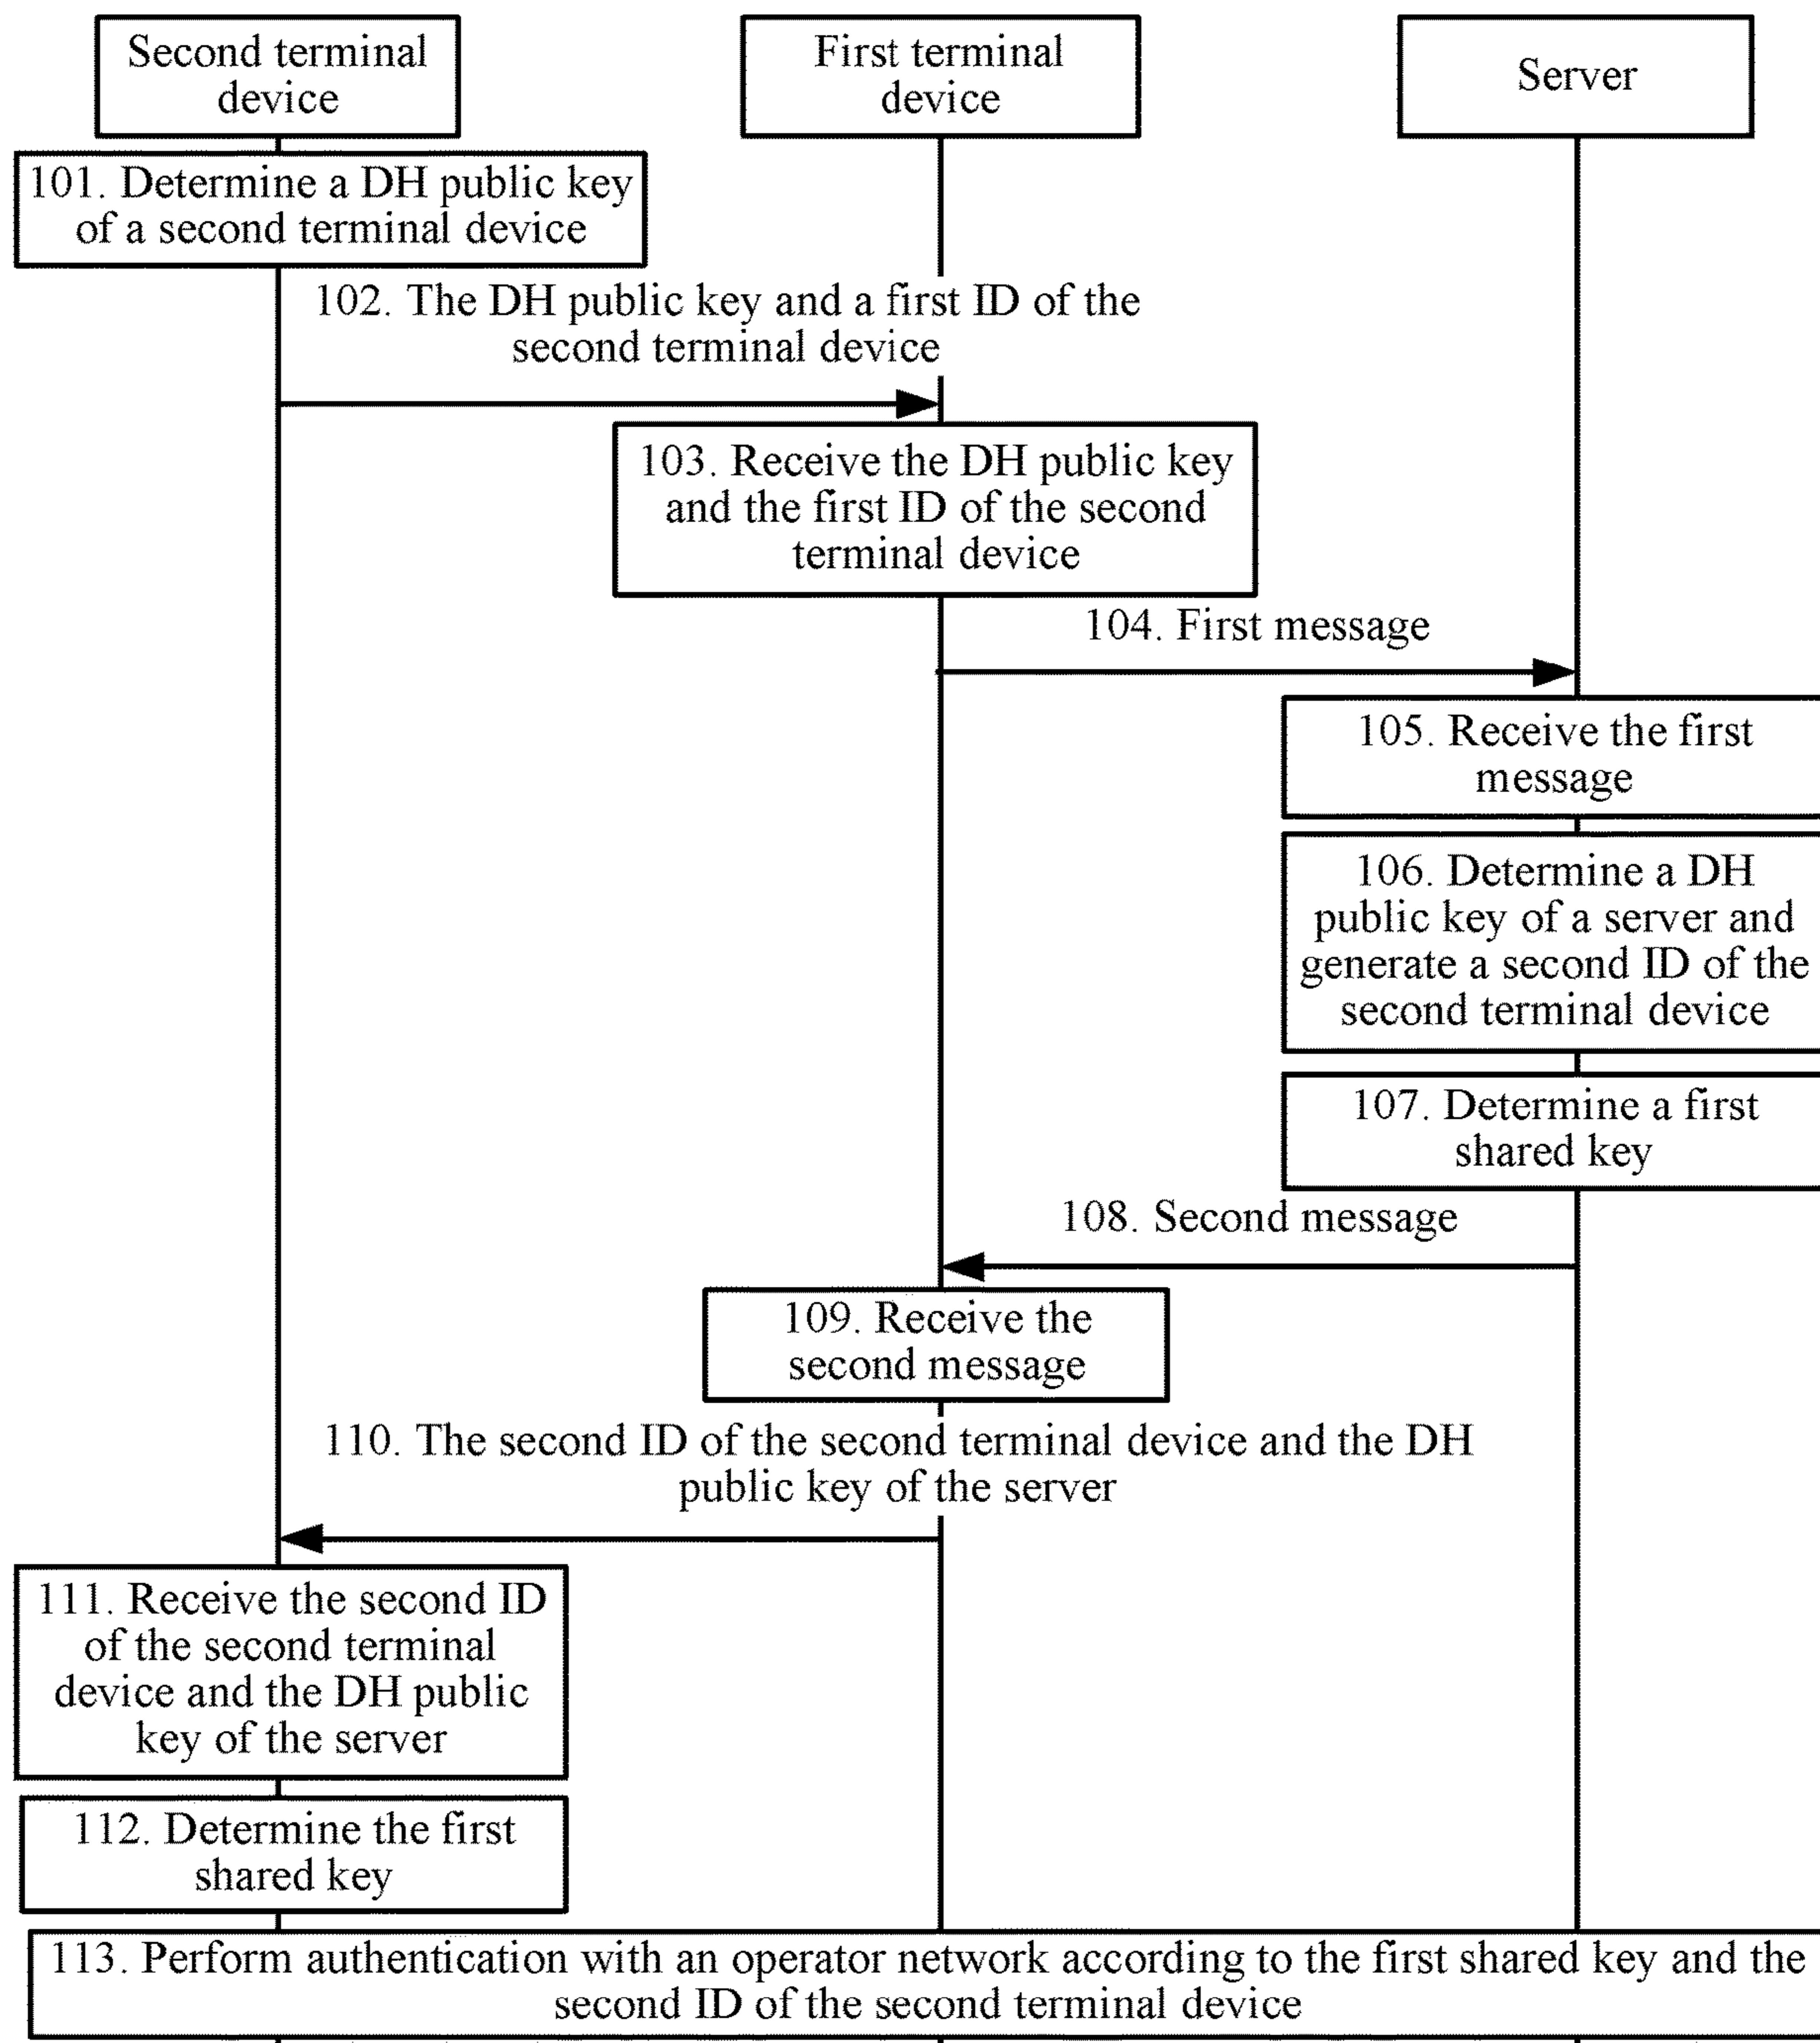 Second terminal
device
First terminal
device
Server
101. Determine a DH public key
of a second terminal device
102. The DH public key and a first ID of the
second terminal device
103. Receive the DH public key
and the first ID of the second
terminal device
104. First message
105. Receive the first
message
106. Determine a DH
public key of a server and
generate a second ID of the
second terminal device
107. Determine a first
shared key
108. Second message
109. Receive the
second message
110. The second ID of the second terminal device and the DH
public key of the server
111. Receive the second ID
of the second terminal
device and the DH public
key of the server
112. Determine the first
shared key
113. Perform authentication with an operator network according to the first shared key and the
second ID of the second terminal device